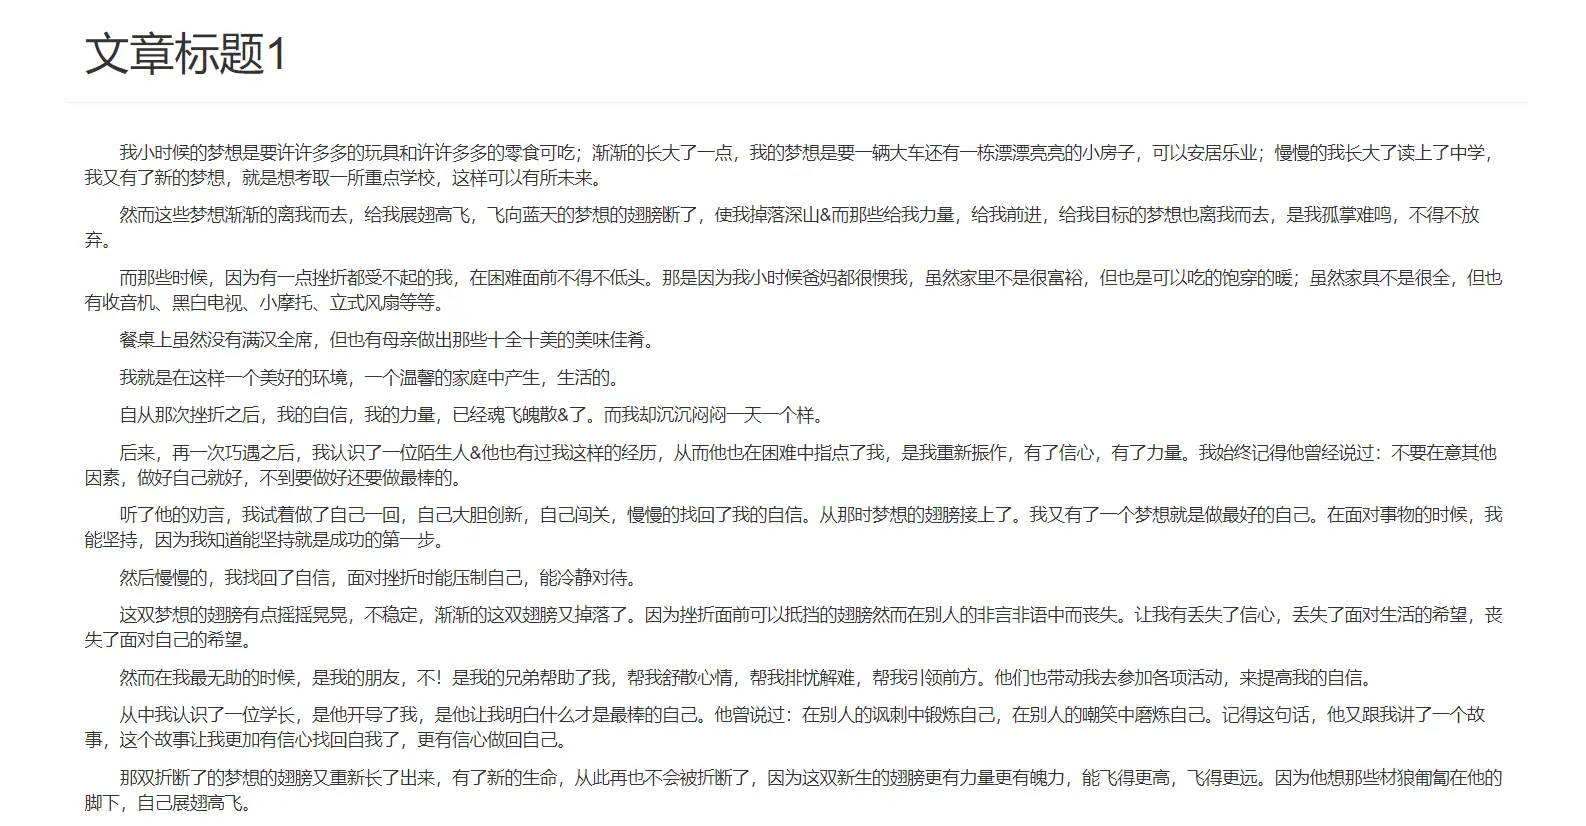 文章标题1
我小时候的梦想是要许许多多的玩具和许许多多的零食可吃；渐渐的长大了一点，我的梦想是要一辆大车还有一栋漂漂亮亮的小房子，可以安居乐业；慢慢的我长大了读上了中学，
我又有了新的梦想，就是想考取一所重点学校，这样可以有所未来。
然而这些梦想渐渐的离我而去，给我展翅高飞，飞向蓝天的梦想的翅膀断了，使我掉落深山&而那些给我力量，给我前进，给我目标的梦想也离我而去，是我孤掌难鸣，不得不放
弃。
而那些时候，因为有一点挫折都受不起的我，在困难面前不得不低头。那是因为我小时候爸妈都很惯我，虽然家里不是很富裕，但也是可以吃的饱穿的暖；虽然家具不是很全，但也
有收音机、黑白电视、小摩托、立式风扇等等。
餐桌上虽然没有满汉全席，但也有母亲做出那些十全十美的美味佳肴。
我就是在这样一个美好的环境，一个温馨的家庭中产生，生活的。
自从那次挫折之后，我的自信，我的力量，已经魂飞魄散&了。而我却沉沉闷闷一天一个样。
后来，再一次巧遇之后，我认识了一位陌生人&他也有过我这样的经历，从而他也在困难中指点了我，是我重新振作，有了信心，有了力量。我始终记得他曾经说过：不要在意其他
因素，做好自己就好，不到要做好还要做最棒的。
听了他的劝言，我试着做了自己一回，自己大胆创新，自己闯关，慢慢的找回了我的自信。从那时梦想的翅膀接上了。我又有了一个梦想就是做最好的自己。在面对事物的时候，我
能坚持，因为我知道能坚持就是成功的第一步。
然后慢慢的，我找回了自信，面对挫折时能压制自己，能冷静对待。
这双梦想的翅膀有点摇摇晃晃，不稳定，渐渐的这双翅膀又掉落了。因为挫折面前可以抵挡的翅膀然而在别人的非言非语中而丧失。让我有丢失了信心，丢失了面对生活的希望，丧
失了面对自己的希望。
然而在我最无助的时候，是我的朋友，不！是我的兄弟帮助了我，帮我舒散心情，帮我排忧解难，帮我引领前方。他们也带动我去参加各项活动，来提高我的自信。
从中我认识了一位学长，是他开导了我，是他让我明白什么才是最棒的自己。他曾说过：在别人的讽刺中锻炼自己，在别人的嘲笑中磨炼自己。记得这句话，他又跟我讲了一个故
事，这个故事让我更加有信心找回自我了，更有信心做回自己。
那双折断了的梦想的翅膀又重新长了出来，有了新的生命，从此再也不会被折断了，因为这双新生的翅膀更有力量更有魄力，能飞得更高，飞得更远。因为他想那些材狼匍匐在他的
脚下，自己展翅高飞。